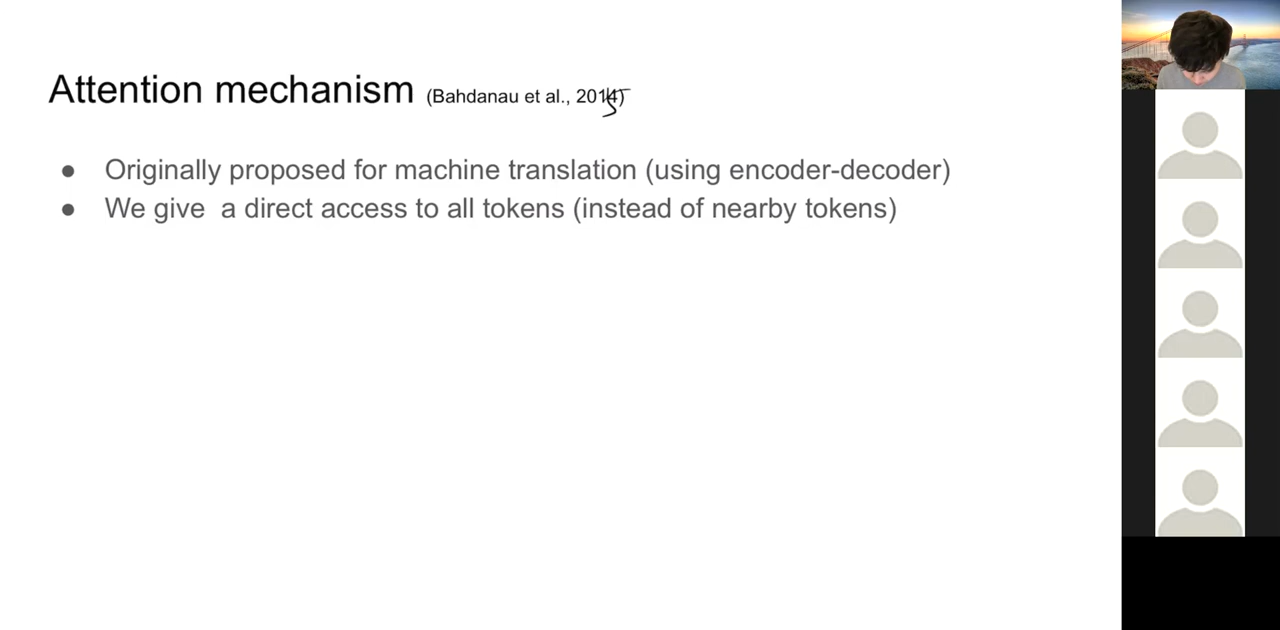 Attention mechanism (Bahdanau et al., 2015)
● Originally proposed for machine translation (using encoder-decoder)
● We give a direct access to all tokens (instead of nearby tokens)